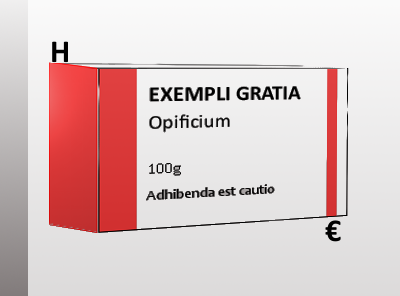 H
EXEMPLI GRATIA
Opificium
100g
Adhibenda est cautio
€